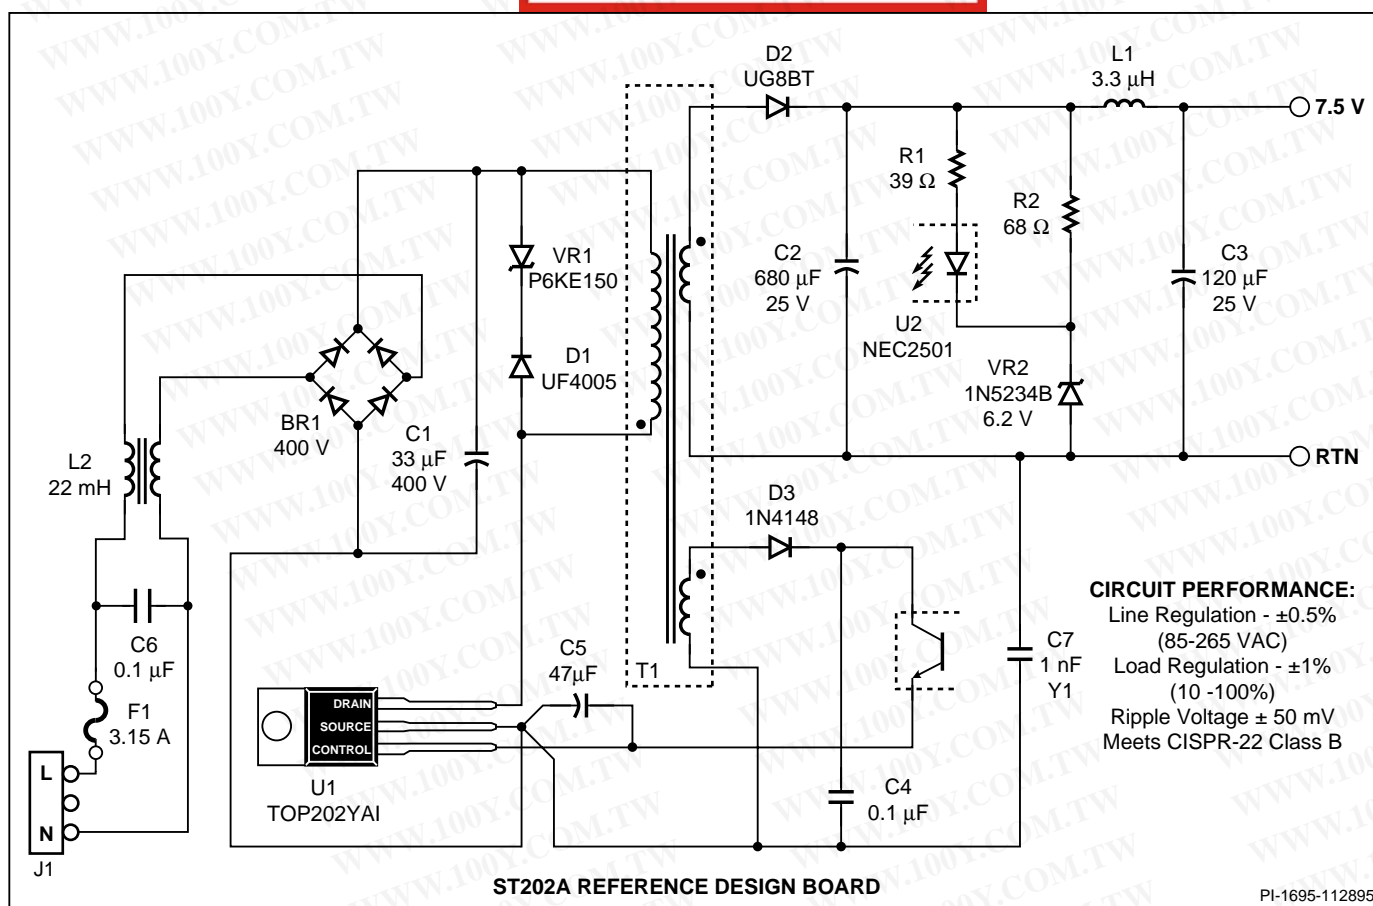 D2
UG8BT
L1
3.3 μH
7.5 V
R1
39 Ω
R2
68 Ω
VR1
P6KE150
C2
680 μF
25 V
C3
120 μF
25 V
U2
NEC2501
D1
UF4005
VR2
1N5234B
6.2 V
BR1
400 V
C1
33 μF
400 V
L2
22 mH
RTN
D3
1N4148
CIRCUIT PERFORMANCE:
Line Regulation - ±0.5%
(85-265 VAC)
Load Regulation - ±1%
(10 -100%)
Ripple Voltage ± 50 mV
Meets CISPR-22 Class B
C6
0.1 μF
C5
47μF
T1
C7
1 nF
Y1
F1
3.15 A
DRAIN
SOURCE
CONTROL
L
N
J1
U1
TOP202YAI
C4
0.1 μF
ST202A REFERENCE DESIGN BOARD
PI-1695-112895
WWW.100Y.COM.TW